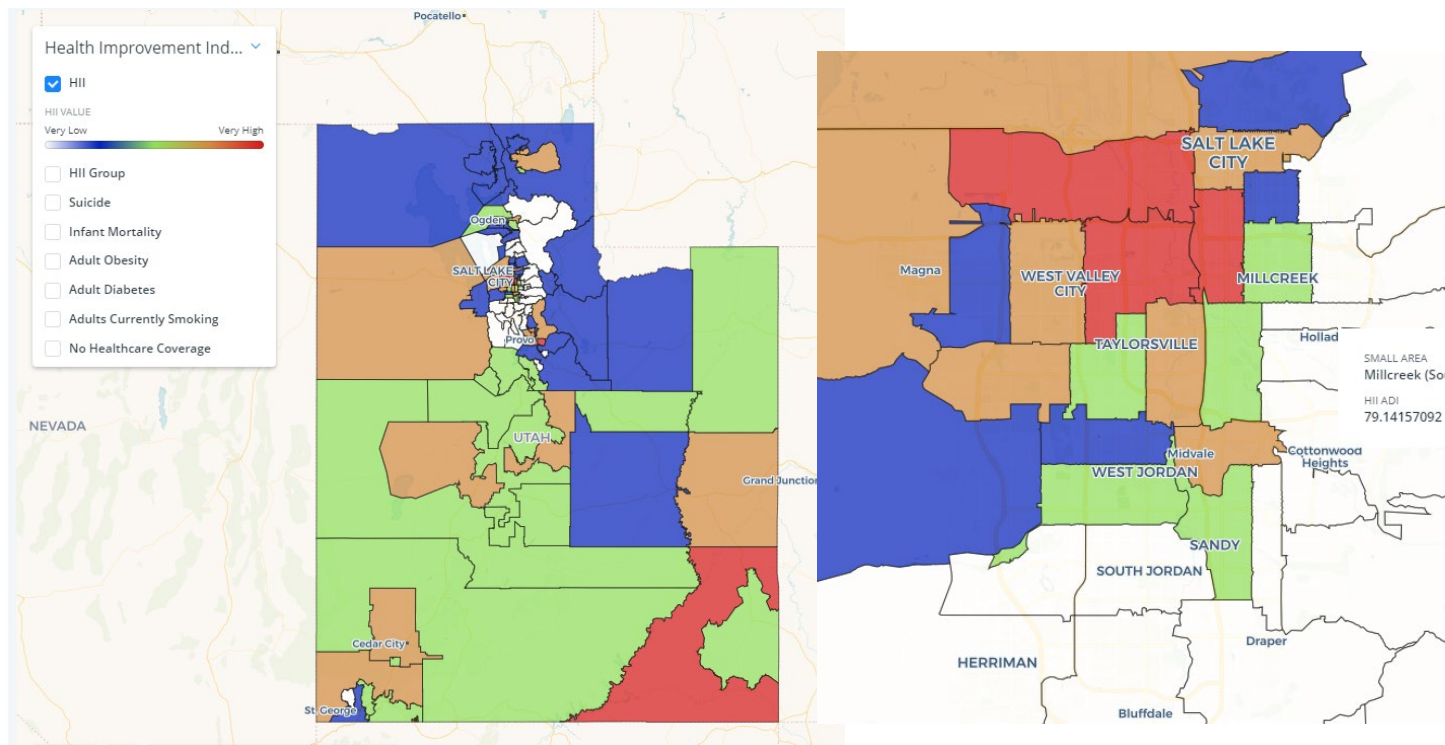 Pocatello
Health Improvement Ind...
HII
HII VALUE
Very Low
Very High
HII Group
Suicide
Infant Mortality
Adult Obesity
Adult Diabetes
Adults Currently Smoking
No Healthcare Coverage
Ogden
SALT LAKE
CITY
Provo
NEVADA
UTAH
Grand Junction
Cedar City
St. George
SALT LAKE
CITY
Magna
WEST VALLEY
CITY
MILLCREEK
TAYLORSVILLE
Hollad
SMALL AREA
Millcreek (Sou
HII ADI
79.14157092
Midvale
Cottonwood
Heights
WEST JORDAN
SANDY
SOUTH JORDAN
Draper
HERRIMAN
Bluffdale